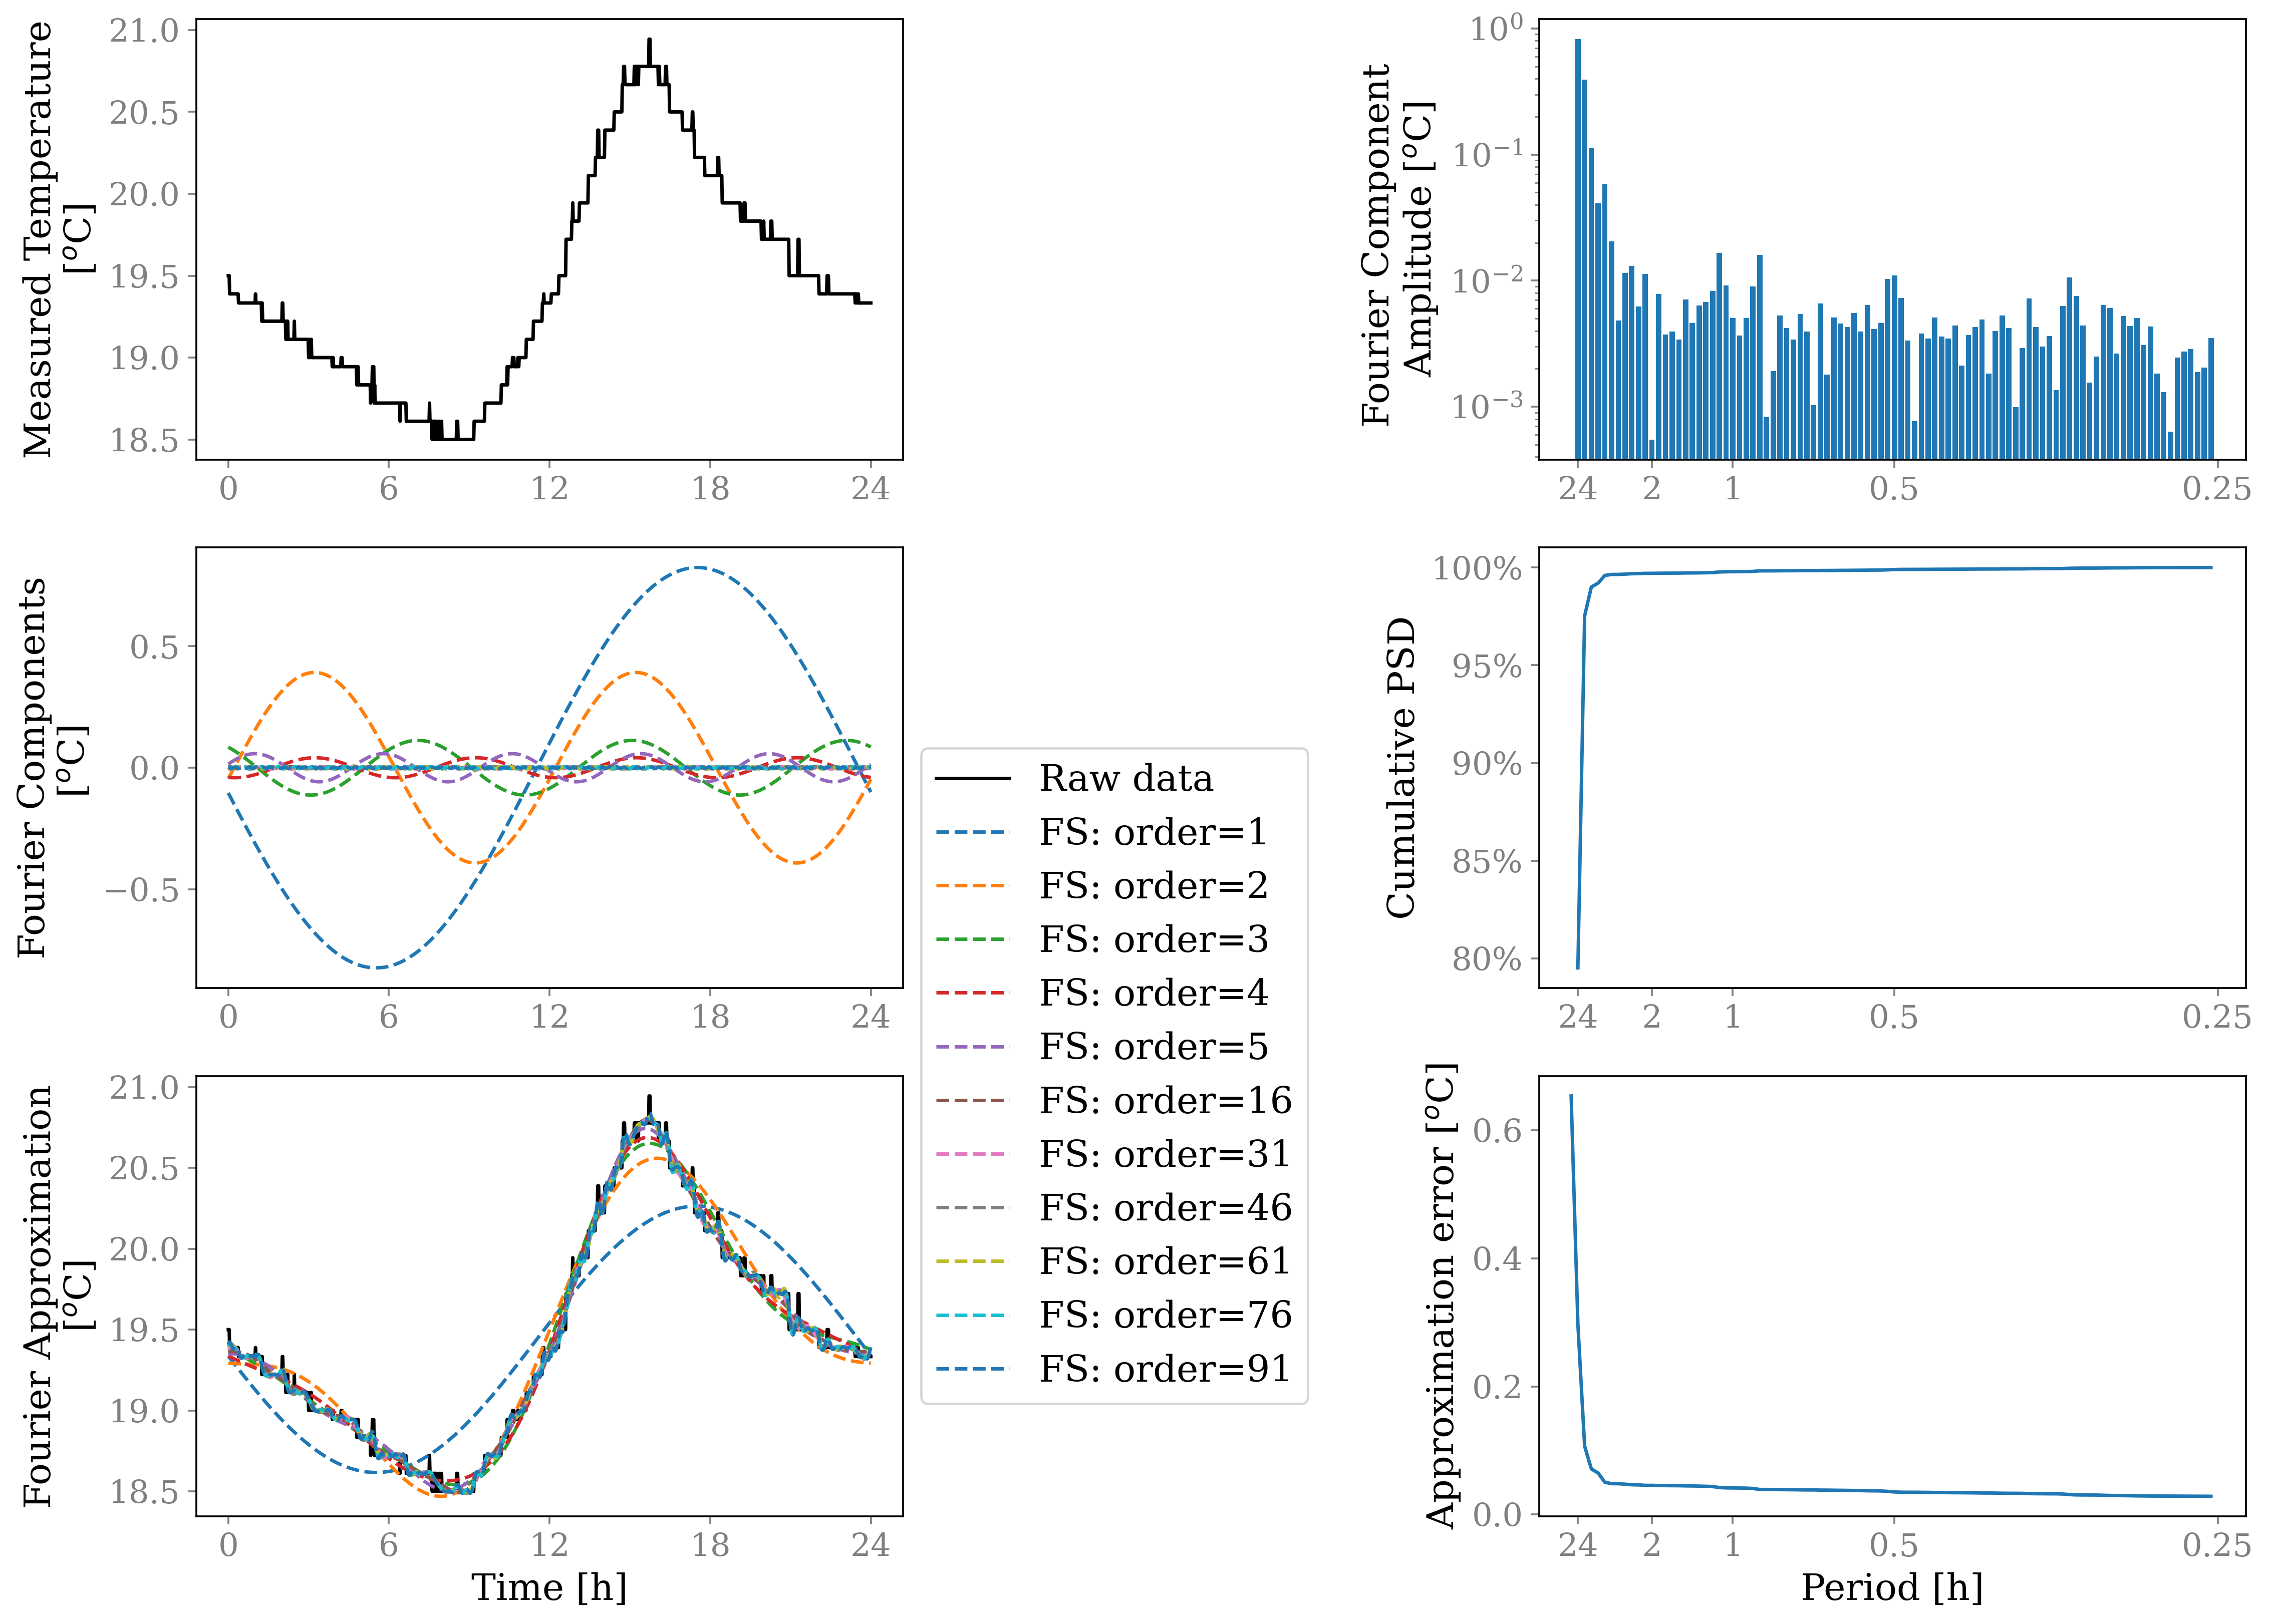 Measured Temperature
[°C]
21.0
20.5
20.0
19.5
19.0
18.5
0 6 12 18 24
Fourier Component
Amplitude [°C]
10⁰
10⁻¹
10⁻²
10⁻³
24 2 1 0.5 0.25
Fourier Components
[°C]
0.5
0.0
−0.5
0 6 12 18 24
Raw data
FS: order=1
FS: order=2
FS: order=3
FS: order=4
FS: order=5
FS: order=16
FS: order=31
FS: order=46
FS: order=61
FS: order=76
FS: order=91
Cumulative PSD
100%
95%
90%
85%
80%
24 2 1 0.5 0.25
Fourier Approximation
[°C]
21.0
20.5
20.0
19.5
19.0
18.5
0 6 12 18 24
Time [h]
Approximation error [°C]
0.6
0.4
0.2
0.0
24 2 1 0.5 0.25
Period [h]